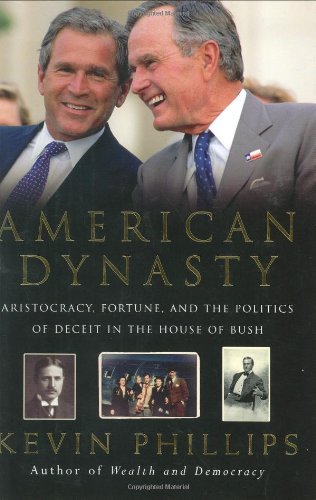 AMERICAN
DYNASTY
ARISTOCRACY, FORTUNE, AND THE POLITICS
OF DECEIT IN THE HOUSE OF BUSH
KEVIN PHILLIPS
Author of Wealth and Democracy